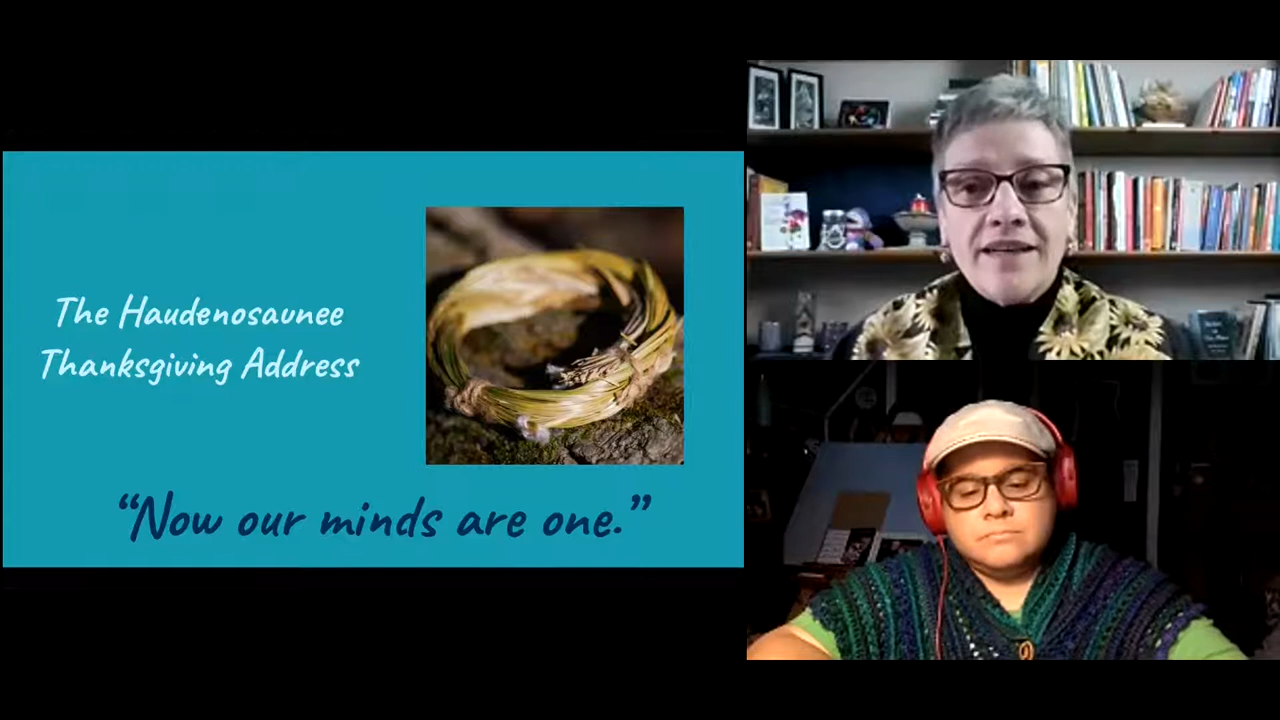 The Haudenosaunee
Thanksgiving Address
“Now our minds are one.”